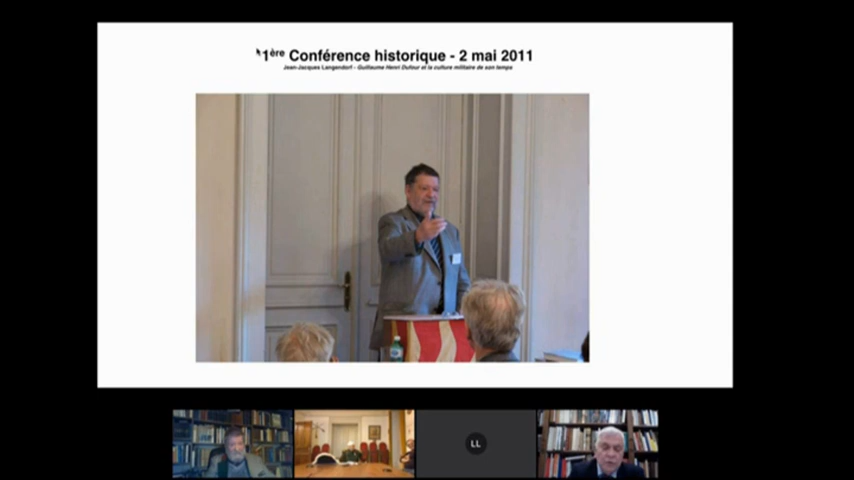 1ère Conférence historique - 2 mai 2011
Jean-Jacques Langendorf - Guillaume Henri Dufour et la culture militaire de son temps
LL